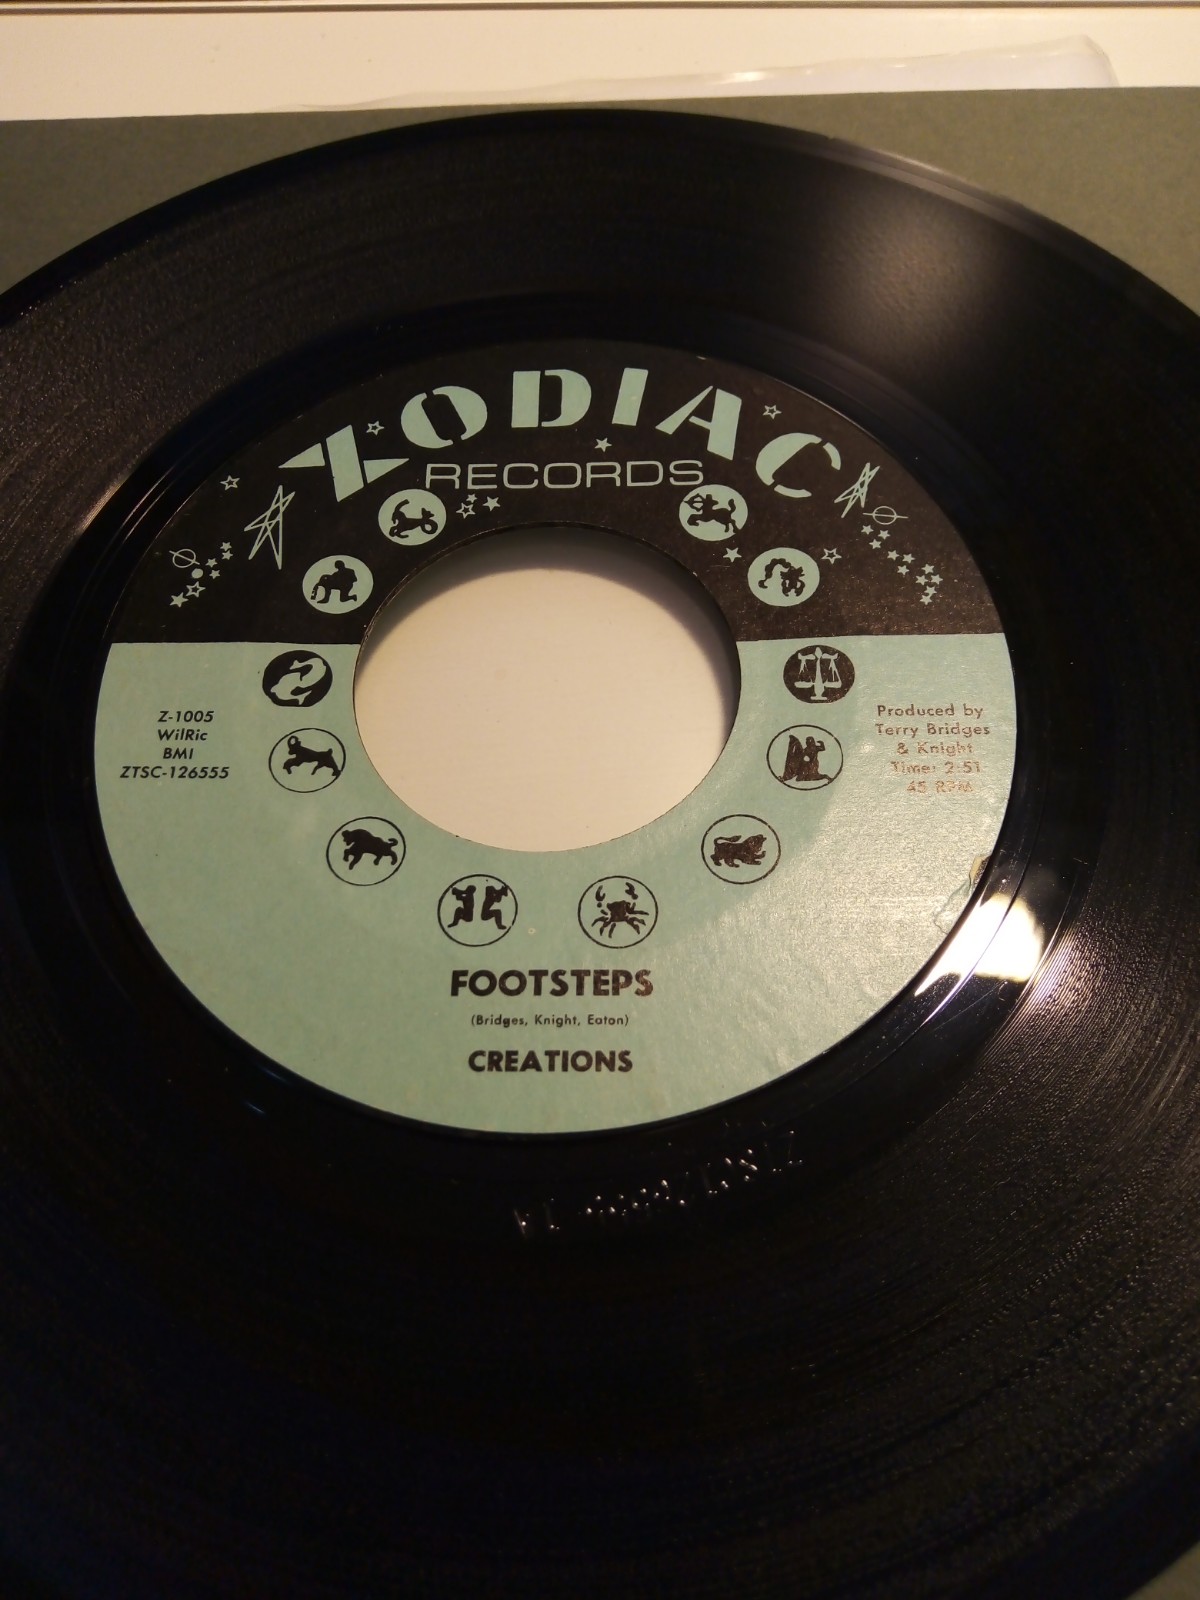 ZODIAC
RECORDS
Z-1005
WilRic
BMI
ZTSC-126555
Produced by
Terry Bridges
& Knight
Time: 2:51
45 RPM
FOOTSTEPS
(Bridges, Knight, Eaton)
CREATIONS